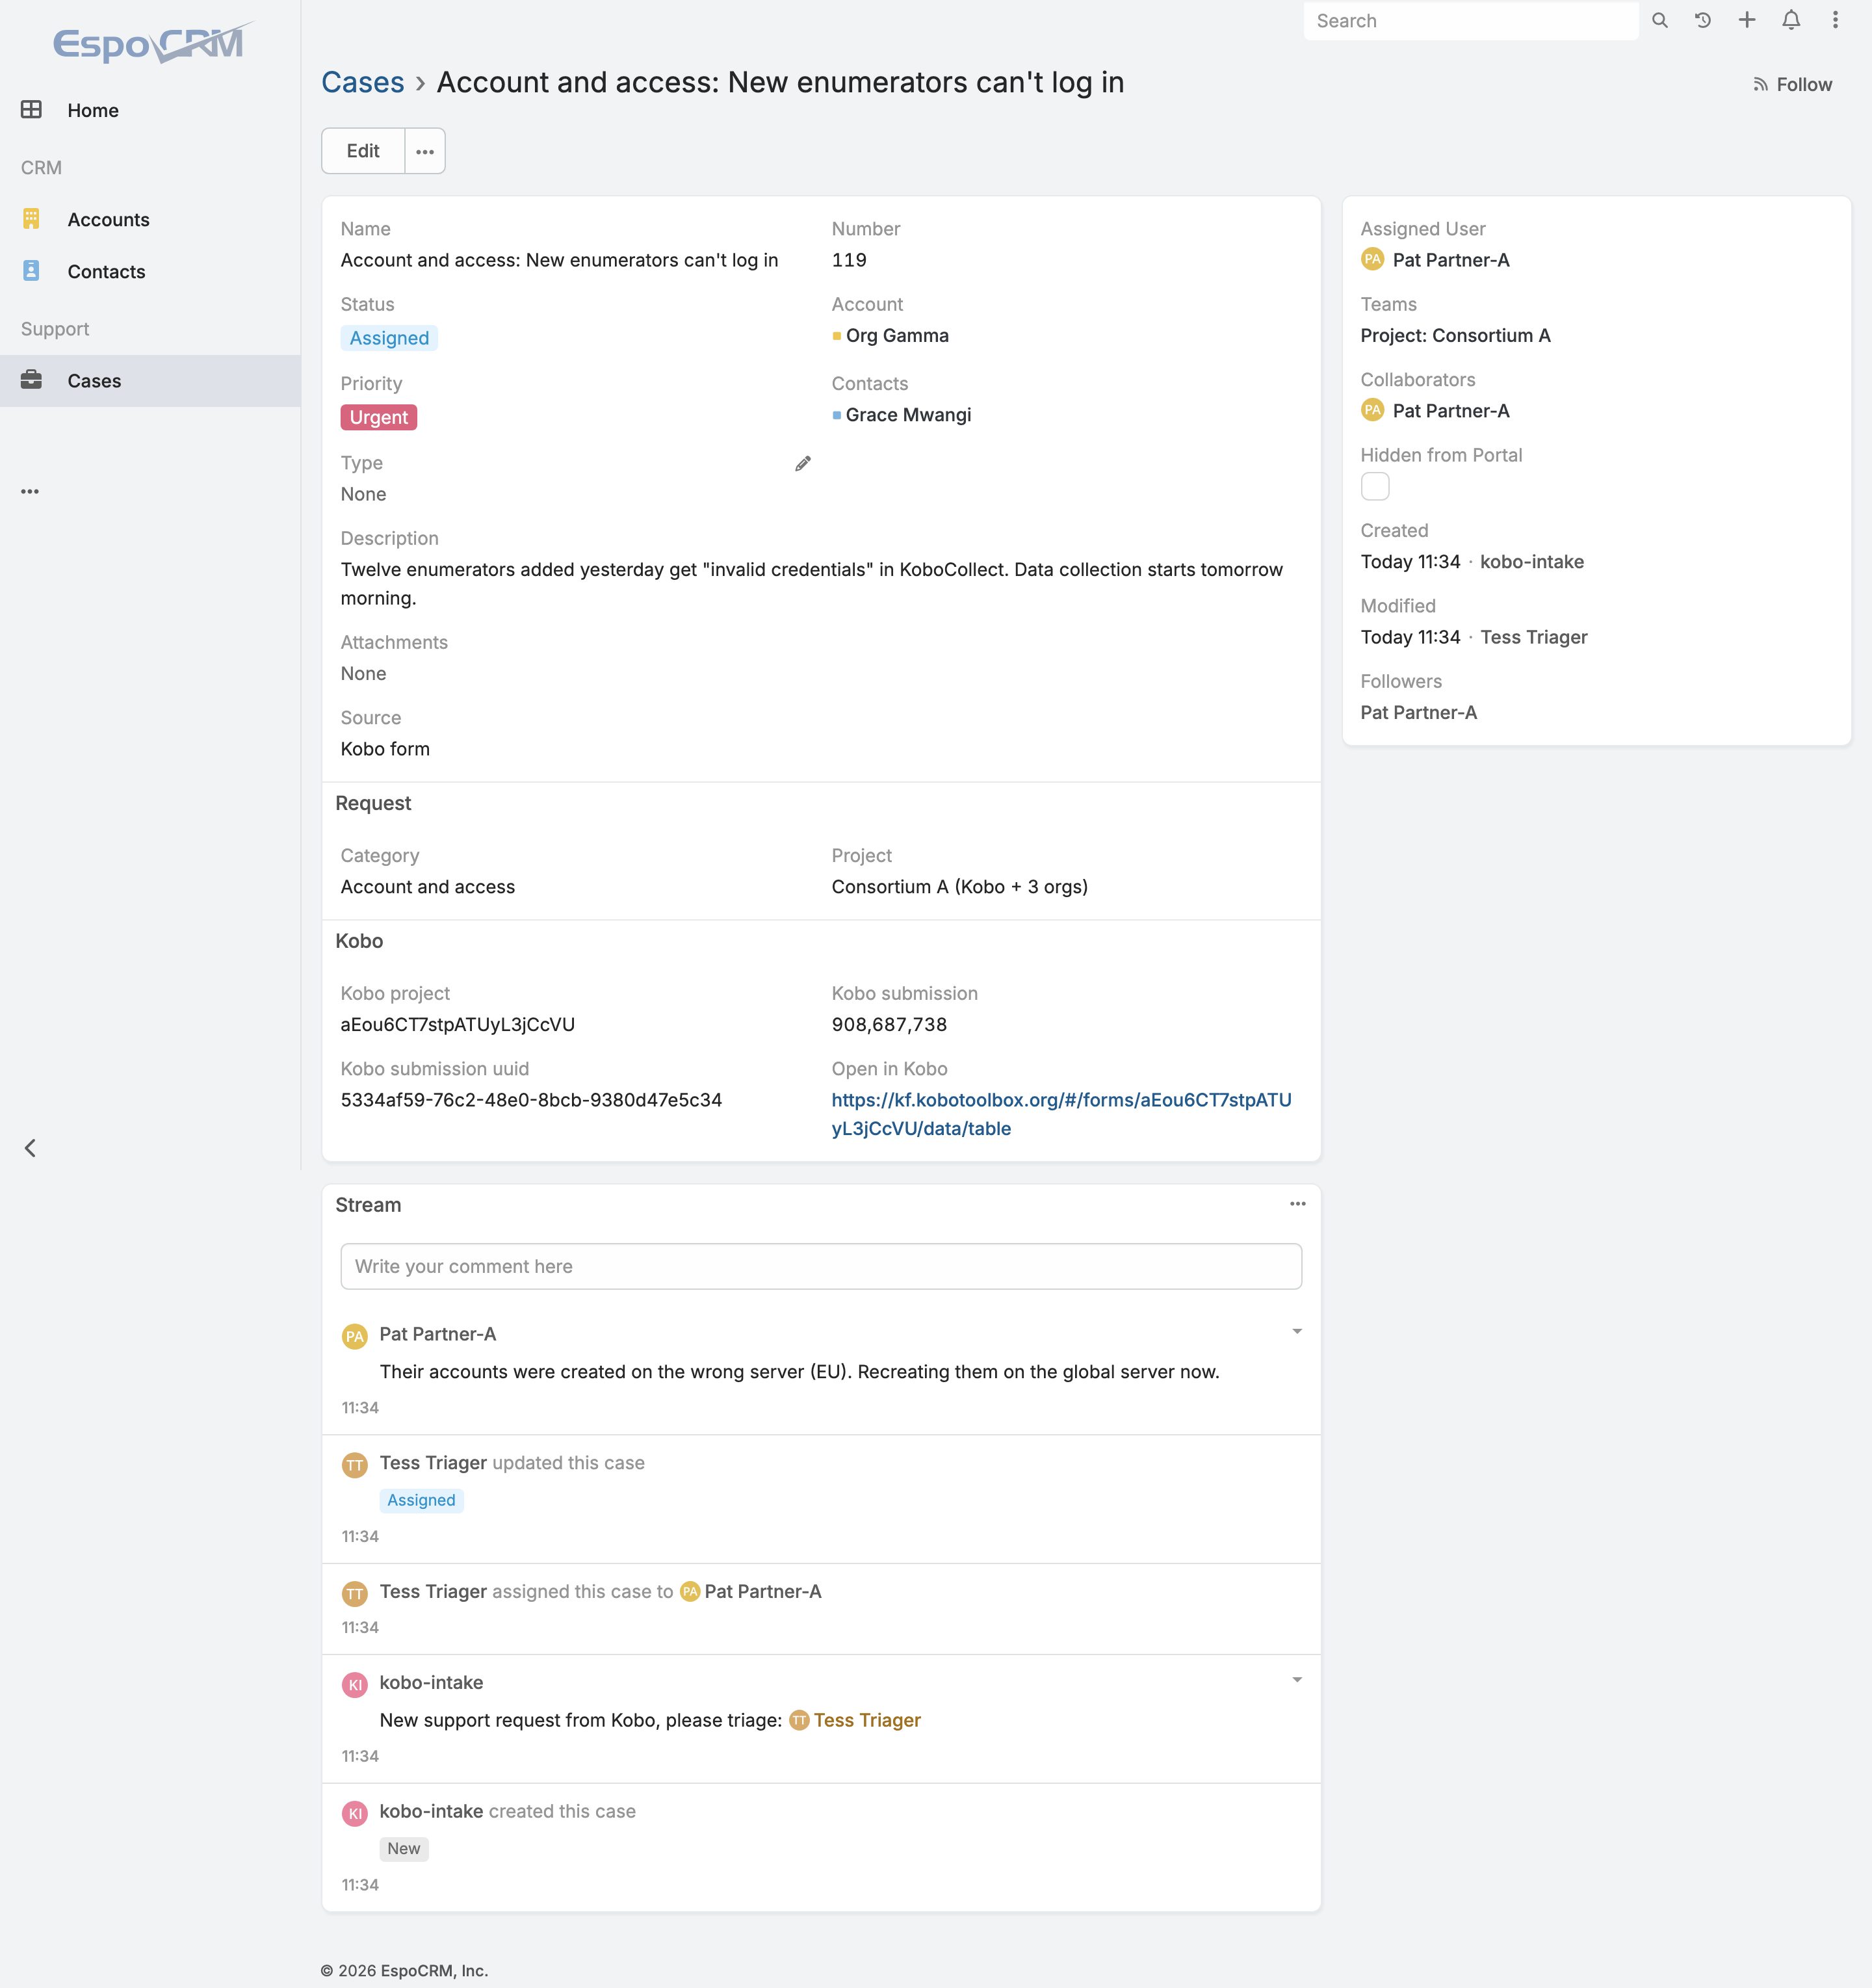 EspoCRM
Search
Home
CRM
Accounts
Contacts
Support
Cases
Cases › Account and access: New enumerators can't log in
Follow
Edit
Name
Account and access: New enumerators can't log in
Number
119
Status
Assigned
Account
Org Gamma
Priority
Urgent
Contacts
Grace Mwangi
Type
None
Description
Twelve enumerators added yesterday get "invalid credentials" in KoboCollect. Data collection starts tomorrow
morning.
Attachments
None
Source
Kobo form
Request
Category
Account and access
Project
Consortium A (Kobo + 3 orgs)
Kobo
Kobo project
aEou6CT7stpATUyL3jCcVU
Kobo submission
908,687,738
Kobo submission uuid
5334af59-76c2-48e0-8bcb-9380d47e5c34
Open in Kobo
https://kf.kobotoolbox.org/#/forms/aEou6CT7stpATU
yL3jCcVU/data/table
Assigned User
PA Pat Partner-A
Teams
Project: Consortium A
Collaborators
PA Pat Partner-A
Hidden from Portal
Created
Today 11:34 · kobo-intake
Modified
Today 11:34 · Tess Triager
Followers
Pat Partner-A
Stream
Write your comment here
PA Pat Partner-A
Their accounts were created on the wrong server (EU). Recreating them on the global server now.
11:34
TT Tess Triager updated this case
Assigned
11:34
TT Tess Triager assigned this case to PA Pat Partner-A
11:34
KI kobo-intake
New support request from Kobo, please triage: TT Tess Triager
11:34
KI kobo-intake created this case
New
11:34
© 2026 EspoCRM, Inc.